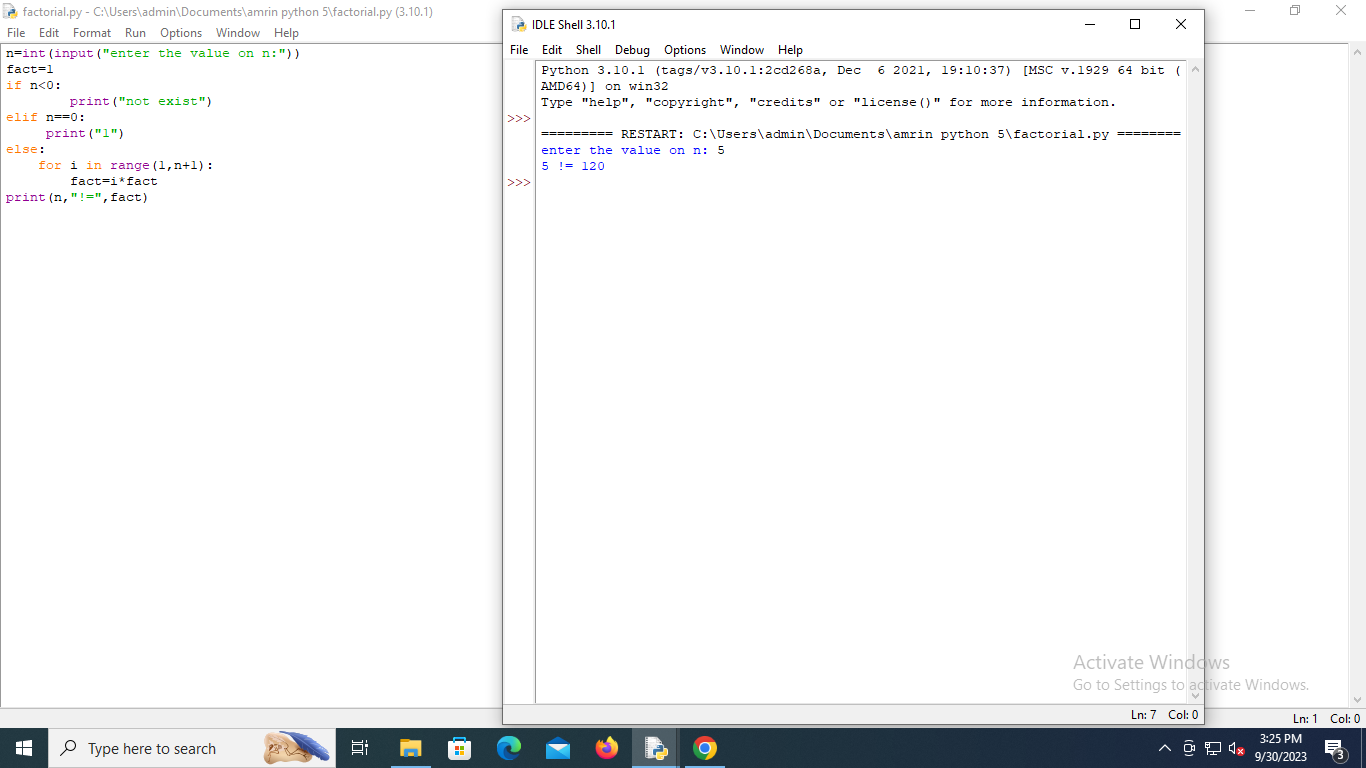 factorial.py - C:\Users\admin\Documents\amrin python 5\factorial.py (3.10.1)
File Edit Format Run Options Window Help
n=int(input("enter the value on n:"))
fact=1
if n<0:
        print("not exist")
elif n==0:
     print("1")
else:
    for i in range(1,n+1):
        fact=i*fact
print(n,"!=",fact)
IDLE Shell 3.10.1
File Edit Shell Debug Options Window Help
Python 3.10.1 (tags/v3.10.1:2cd268a, Dec  6 2021, 19:10:37) [MSC v.1929 64 bit (
AMD64)] on win32
Type "help", "copyright", "credits" or "license()" for more information.
>>>
========= RESTART: C:\Users\admin\Documents\amrin python 5\factorial.py ========
enter the value on n: 5
5 != 120
>>>
Activate Windows
Go to Settings to activate Windows.
Ln: 7 Col: 0
Ln: 1 Col: 0
Type here to search
3:25 PM
9/30/2023
3